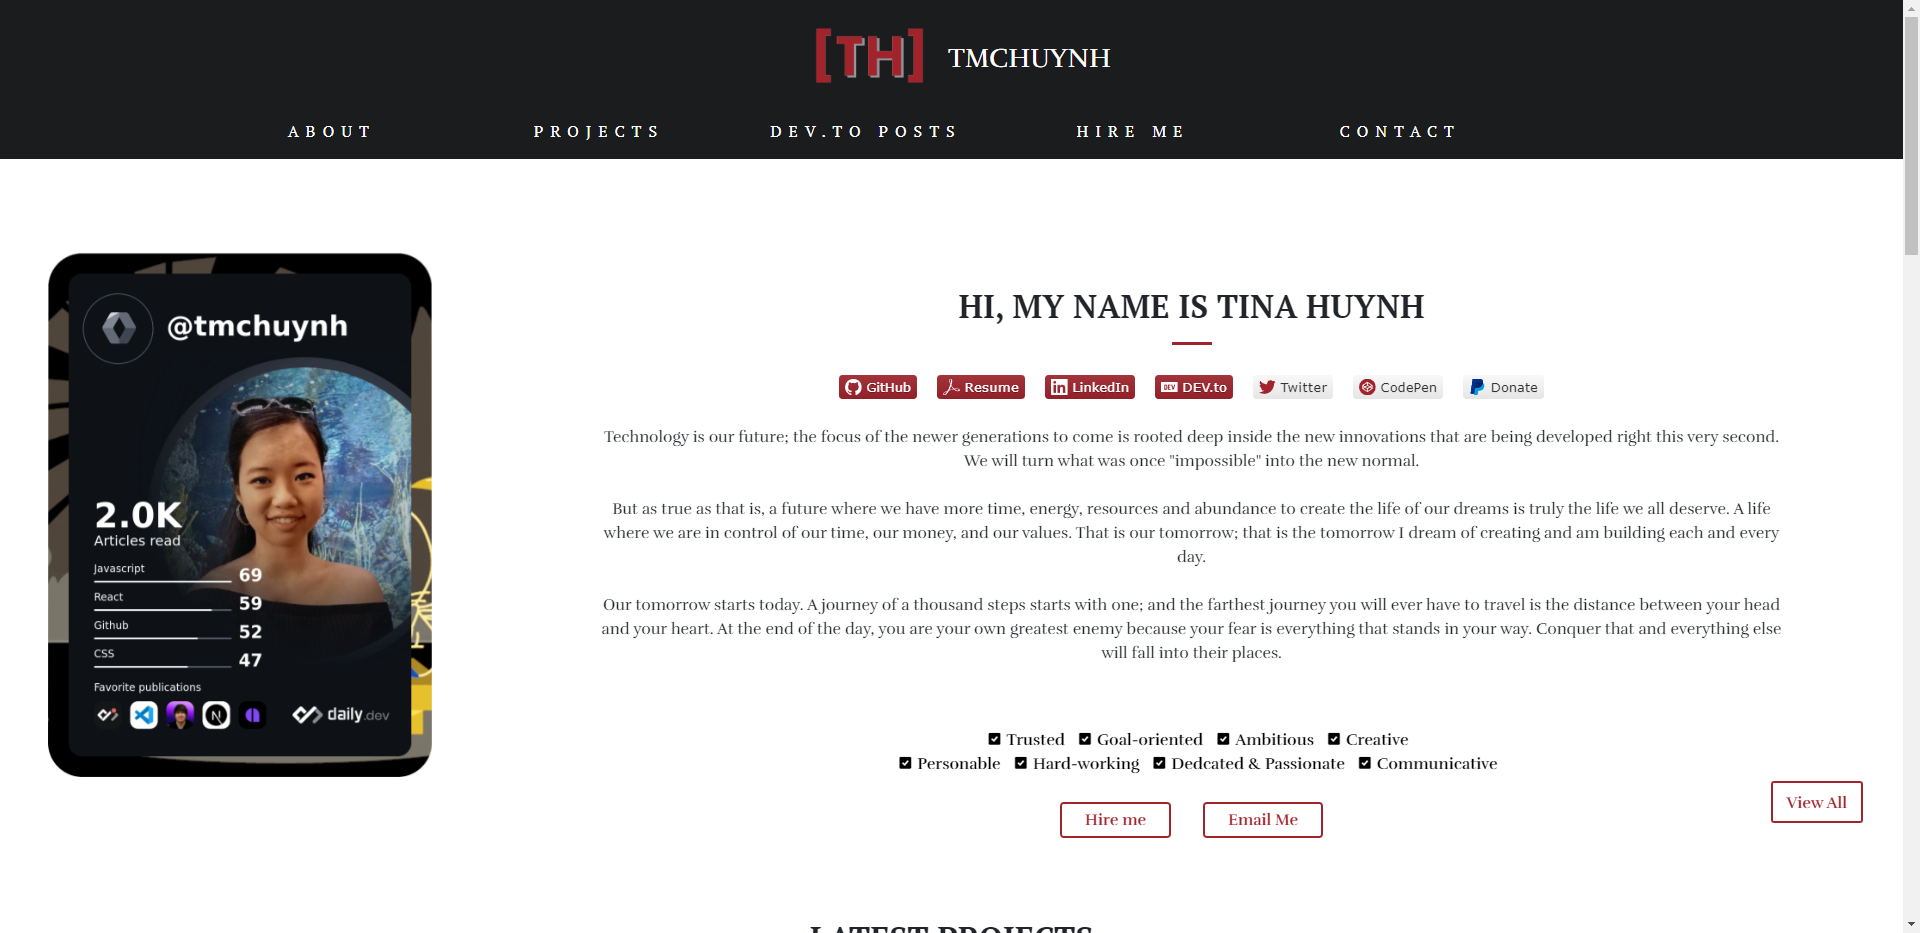 [TH] TMCHUYNH
ABOUT PROJECTS DEV.TO POSTS HIRE ME CONTACT
@tmchuynh
2.0K
Articles read
Javascript 69
React 59
Github 52
CSS 47
Favorite publications
N
daily.dev
HI, MY NAME IS TINA HUYNH
GitHub Resume LinkedIn DEV DEV.to Twitter CodePen Donate
Technology is our future; the focus of the newer generations to come is rooted deep inside the new innovations that are being developed right this very second.
We will turn what was once "impossible" into the new normal.
But as true as that is, a future where we have more time, energy, resources and abundance to create the life of our dreams is truly the life we all deserve. A life
where we are in control of our time, our money, and our values. That is our tomorrow; that is the tomorrow I dream of creating and am building each and every
day.
Our tomorrow starts today. A journey of a thousand steps starts with one; and the farthest journey you will ever have to travel is the distance between your head
and your heart. At the end of the day, you are your own greatest enemy because your fear is everything that stands in your way. Conquer that and everything else
will fall into their places.
Trusted Goal-oriented Ambitious Creative
Personable Hard-working Dedcated & Passionate Communicative
Hire me Email Me
View All
LATEST PROJECTS